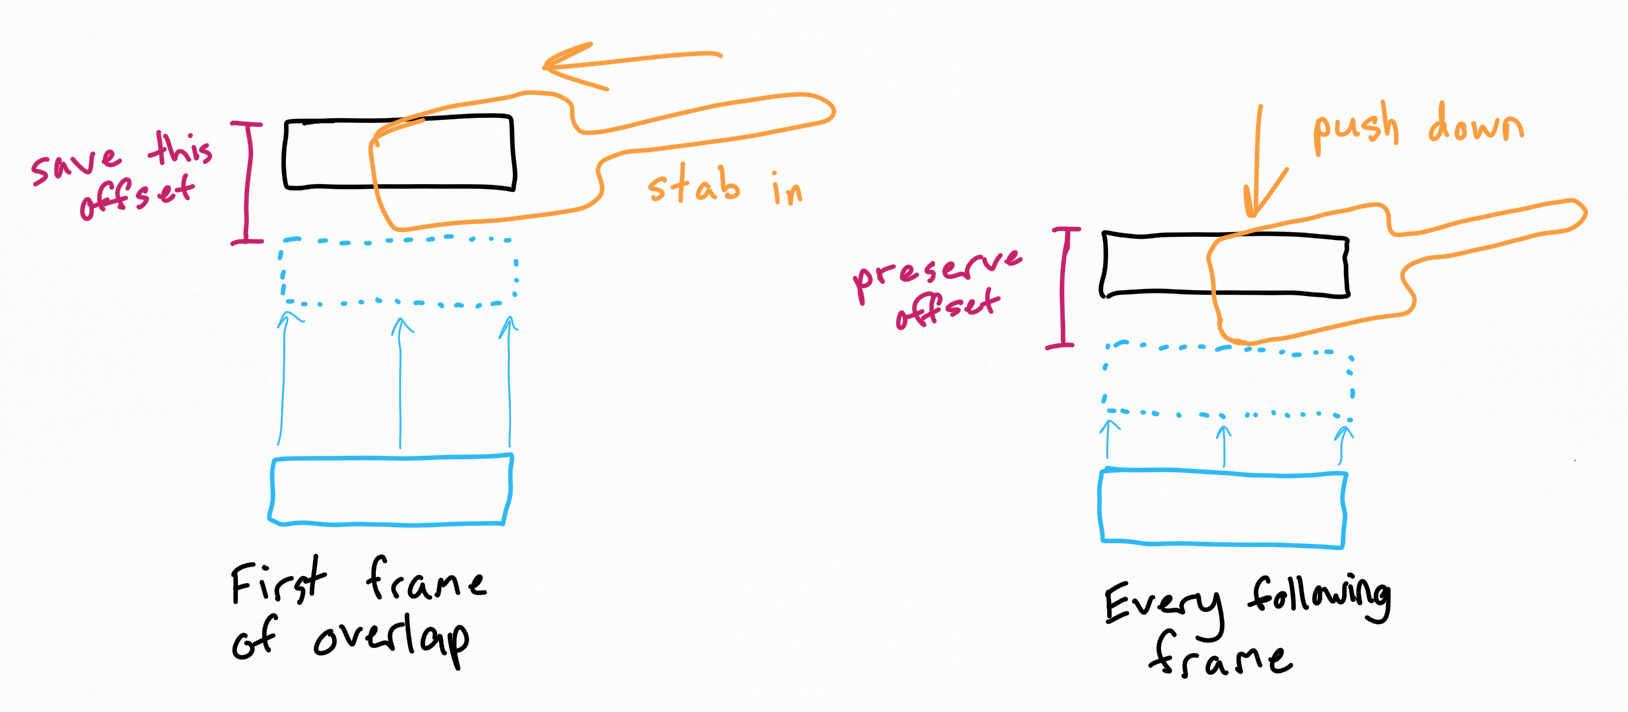 save this
offset
stab in
First frame
of overlap
push down
preserve
offset
Every following
frame